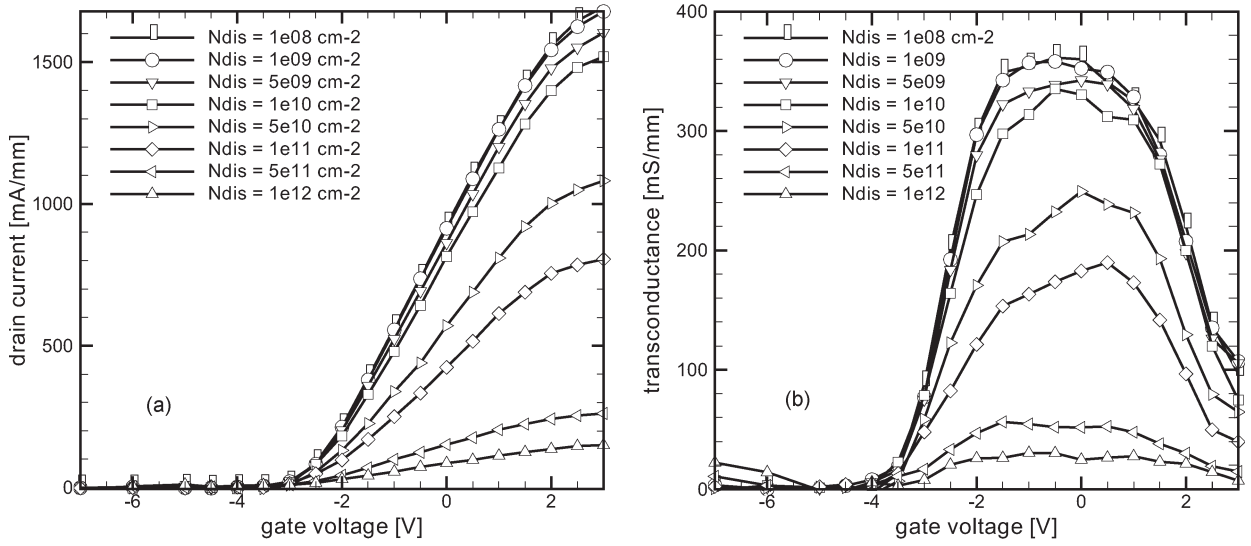 Ndis = 1e08 cm-2
Ndis = 1e09 cm-2
Ndis = 5e09 cm-2
Ndis = 1e10 cm-2
Ndis = 5e10 cm-2
Ndis = 1e11 cm-2
Ndis = 5e11 cm-2
Ndis = 1e12 cm-2
1500
1000
500
0
drain current [mA/mm]
(a)
-6
-4
-2
0
2
gate voltage [V]
400
300
200
100
0
transconductance [mS/mm]
Ndis = 1e08 cm-2
Ndis = 1e09
Ndis = 5e09
Ndis = 1e10
Ndis = 5e10
Ndis = 1e11
Ndis = 5e11
Ndis = 1e12
(b)
-6
-4
-2
0
2
gate voltage [V]